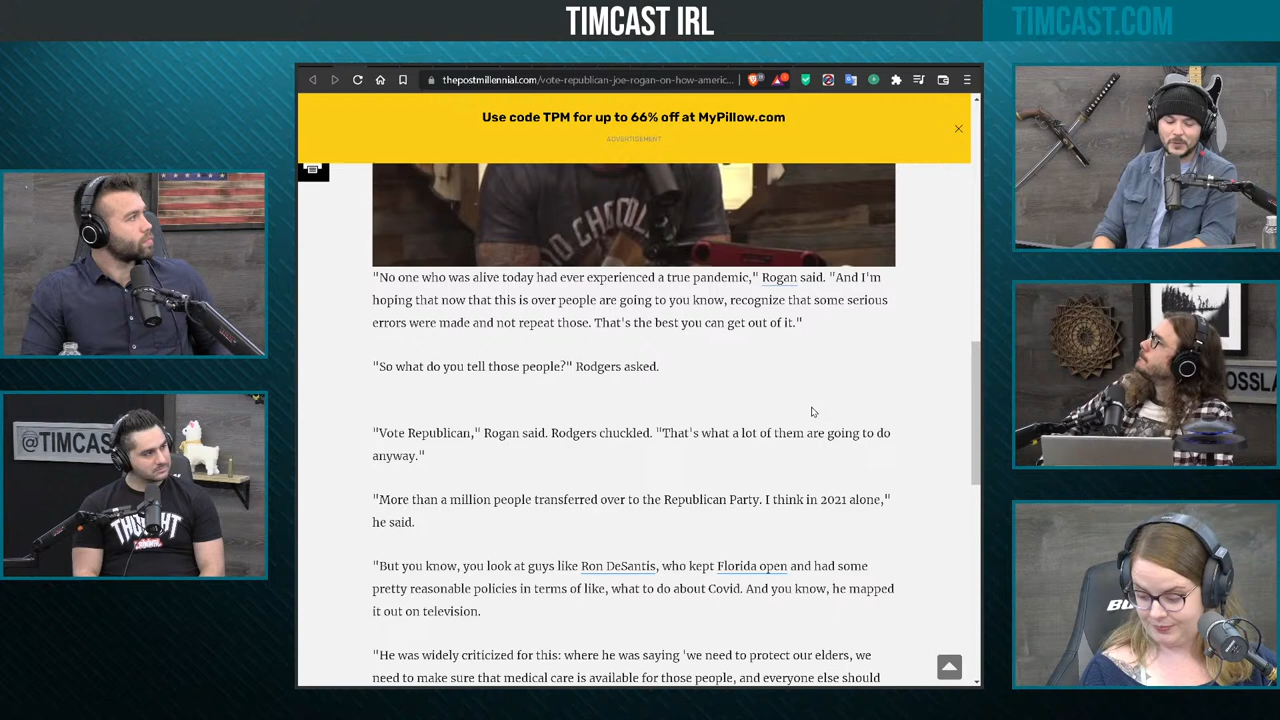 TIMCAST IRL
TIMCAST.COM
thepostmillennial.com/vote-republican-joe-rogan-on-how-americ...
Use code TPM for up to 66% off at MyPillow.com
ADVERTISEMENT
"No one who was alive today had ever experienced a true pandemic," Rogan said. "And I'm
hoping that now that this is over people are going to you know, recognize that some serious
errors were made and not repeat those. That's the best you can get out of it."
"So what do you tell those people?" Rodgers asked.
"Vote Republican," Rogan said. Rodgers chuckled. "That's what a lot of them are going to do
anyway."
"More than a million people transferred over to the Republican Party. I think in 2021 alone,"
he said.
"But you know, you look at guys like Ron DeSantis, who kept Florida open and had some
pretty reasonable policies in terms of like, what to do about Covid. And you know, he mapped
it out on television.
"He was widely criticized for this: where he was saying 'we need to protect our elders, we
need to make sure that medical care is available for those people, and everyone else should
@TIMCAS